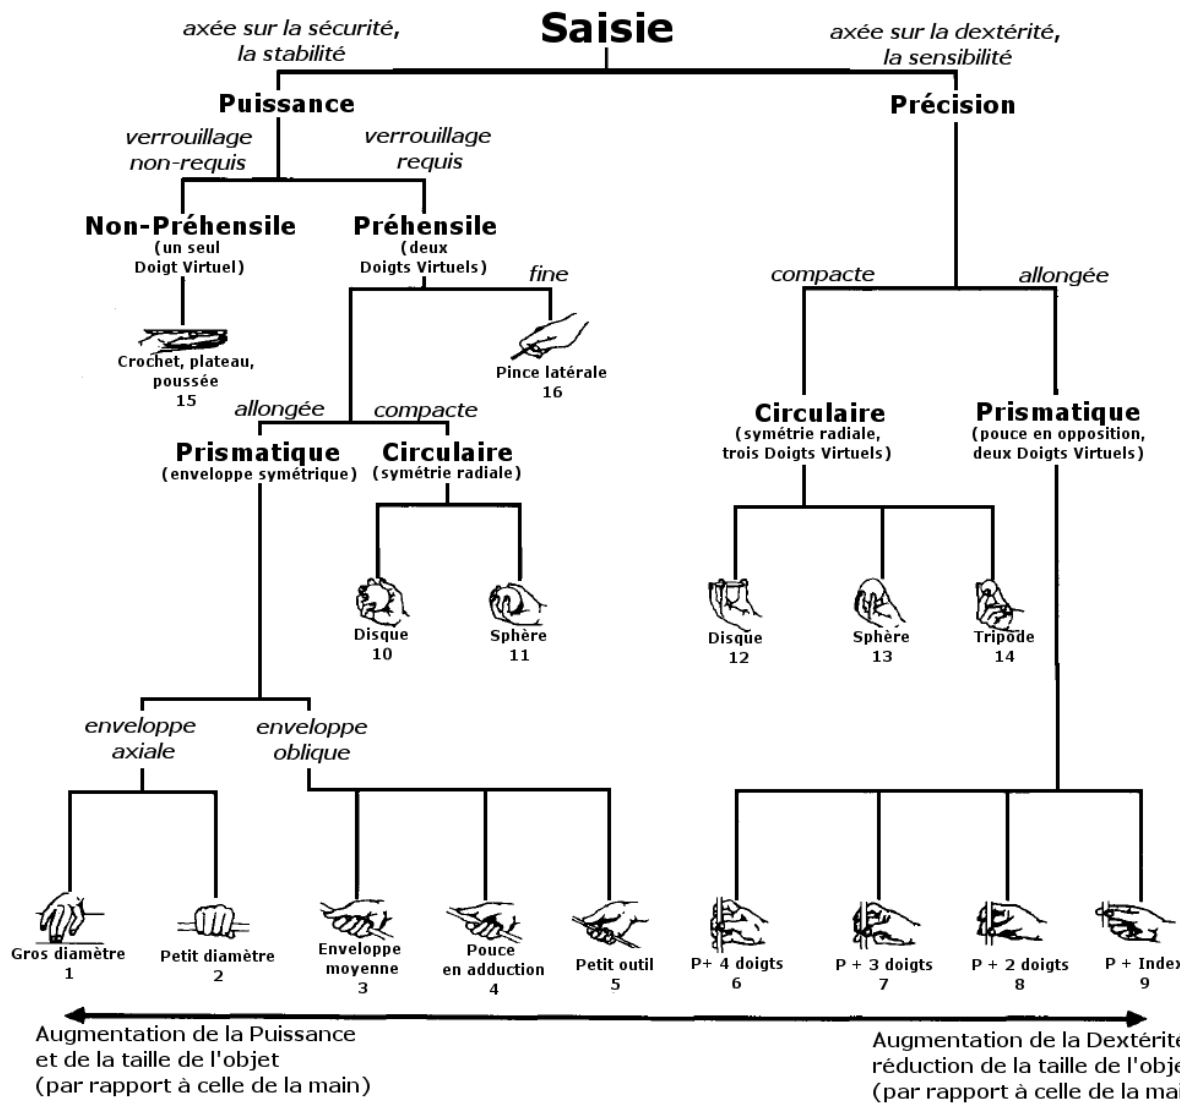 Saisie
axée sur la sécurité,
la stabilité
axée sur la dextérité,
la sensibilité
Puissance
Précision
verrouillage
non-requis
verrouillage
requis
Non-Préhensile
(un seul
Doigt Virtuel)
Préhensile
(deux
Doigts Virtuels)
fine
compacte
allongée
Crochet, plateau,
poussée
15
Pince latérale
16
allongée
compacte
Prismatique
(enveloppe symétrique)
Circulaire
(symétrie radiale)
Circulaire
(symétrie radiale,
trois Doigts Virtuels)
Prismatique
(pouce en opposition,
deux Doigts Virtuels)
Disque
10
Sphère
11
Disque
12
Sphère
13
Tripode
14
enveloppe
axiale
enveloppe
oblique
Gros diamètre
1
Petit diamètre
2
Enveloppe
moyenne
3
Pouce
en adduction
4
Petit outil
5
P+ 4 doigts
6
P + 3 doigts
7
P + 2 doigts
8
P + Index
9
Augmentation de la Puissance
et de la taille de l'objet
(par rapport à celle de la main)
Augmentation de la Dextérité
réduction de la taille de l'obje
(par rapport à celle de la mai